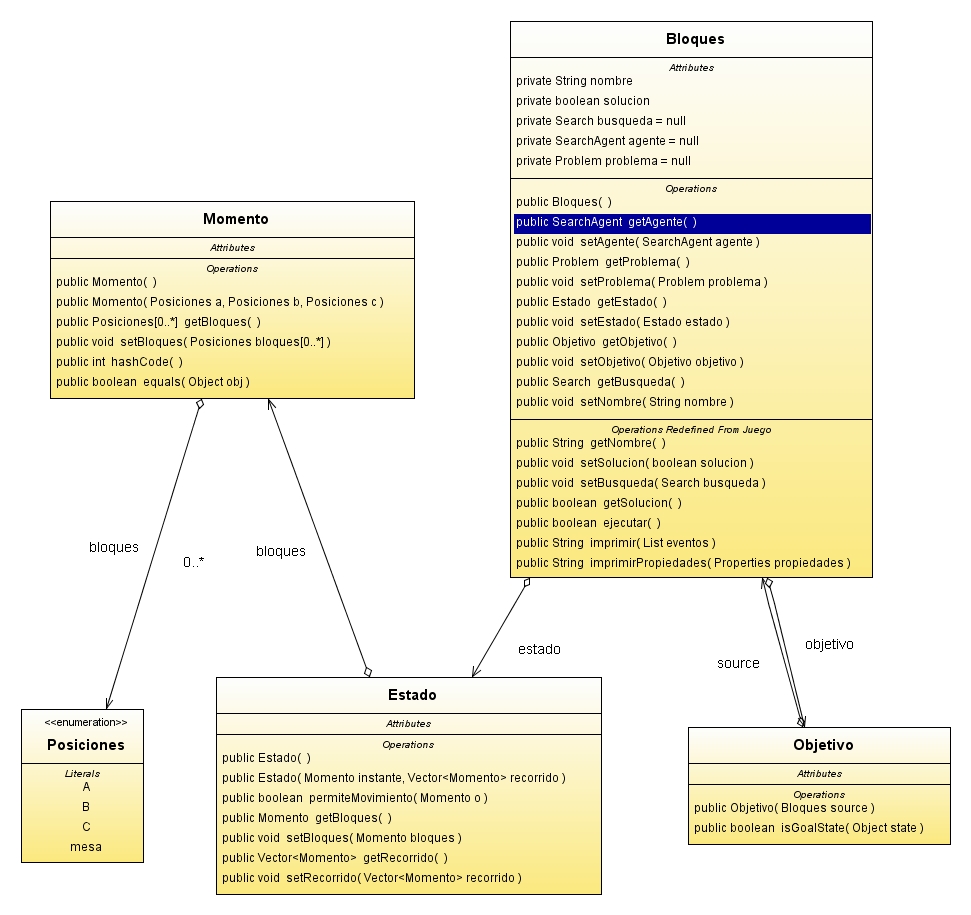 Bloques
Attributes
private String nombre
private boolean solucion
private Search busqueda = null
private SearchAgent agente = null
private Problem problema = null
Operations
public Bloques( )
public SearchAgent getAgente( )
public void setAgente( SearchAgent agente )
public Problem getProblema( )
public void setProblema( Problem problema )
public Estado getEstado( )
public void setEstado( Estado estado )
public Objetivo getObjetivo( )
public void setObjetivo( Objetivo objetivo )
public Search getBusqueda( )
public void setNombre( String nombre )
Operations Redefined From Juego
public String getNombre( )
public void setSolucion( boolean solucion )
public void setBusqueda( Search busqueda )
public boolean getSolucion( )
public boolean ejecutar( )
public String imprimir( List eventos )
public String imprimirPropiedades( Properties propiedades )
Momento
Attributes
Operations
public Momento( )
public Momento( Posiciones a, Posiciones b, Posiciones c )
public Posiciones[0..*] getBloques( )
public void setBloques( Posiciones bloques[0..*] )
public int hashCode( )
public boolean equals( Object obj )
bloques
0..*
bloques
estado
source
objetivo
<<enumeration>>
Posiciones
Literals
A
B
C
mesa
Estado
Attributes
Operations
public Estado( )
public Estado( Momento instante, Vector<Momento> recorrido )
public boolean permiteMovimiento( Momento o )
public Momento getBloques( )
public void setBloques( Momento bloques )
public Vector<Momento> getRecorrido( )
public void setRecorrido( Vector<Momento> recorrido )
Objetivo
Attributes
Operations
public Objetivo( Bloques source )
public boolean isGoalState( Object state )